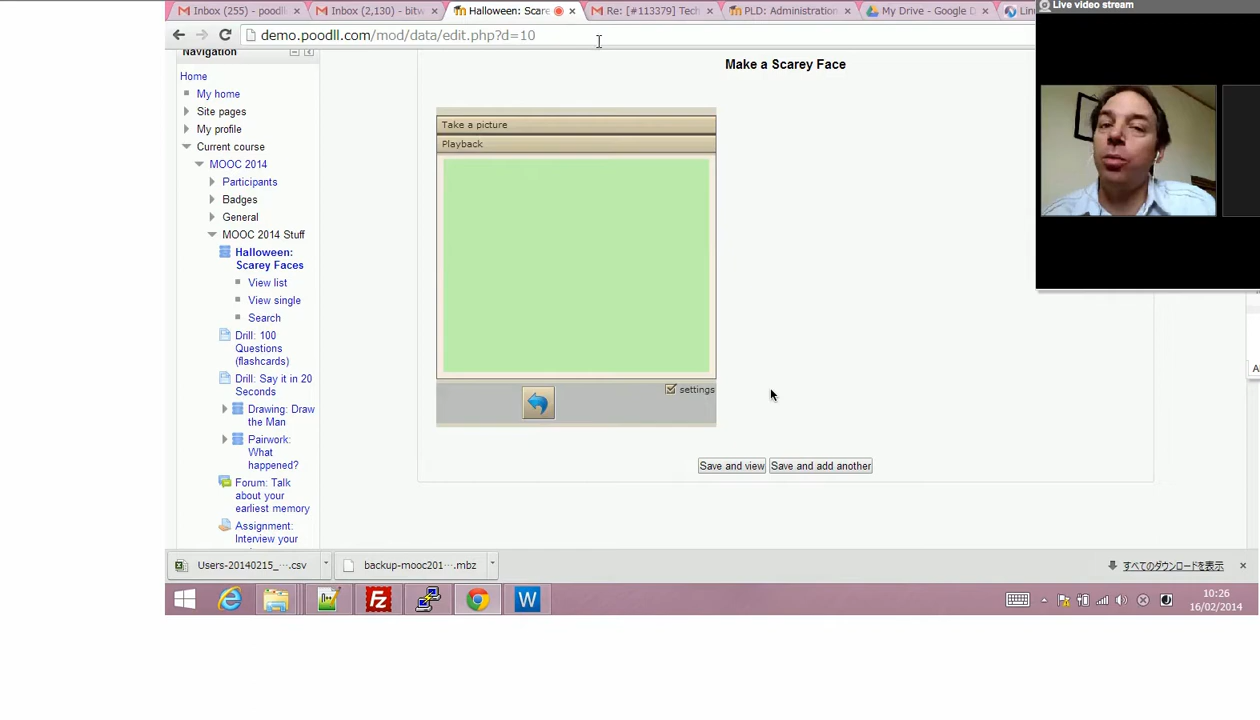 Live video stream
Inbox (255) - poodl
Inbox (2,130) - bitw
Halloween: Scare
Re: [#113379] Tech
PLD: Administration
My Drive - Google D
demo.poodll.com/mod/data/edit.php?d=10
Navigation
Home
My home
Site pages
My profile
Current course
MOOC 2014
Participants
Badges
General
MOOC 2014 Stuff
Halloween:
Scarey Faces
View list
View single
Search
Drill: 100
Questions
(flashcards)
Drill: Say it in 20
Seconds
Drawing: Draw
the Man
Pairwork:
What
happened?
Forum: Talk
about your
earliest memory
Assignment:
Interview your
Make a Scarey Face
Take a picture
Playback
settings
Save and view
Save and add another
Users-20140215_....csv
backup-mooc201....mbz
すべてのダウンロードを表示
10:26
16/02/2014